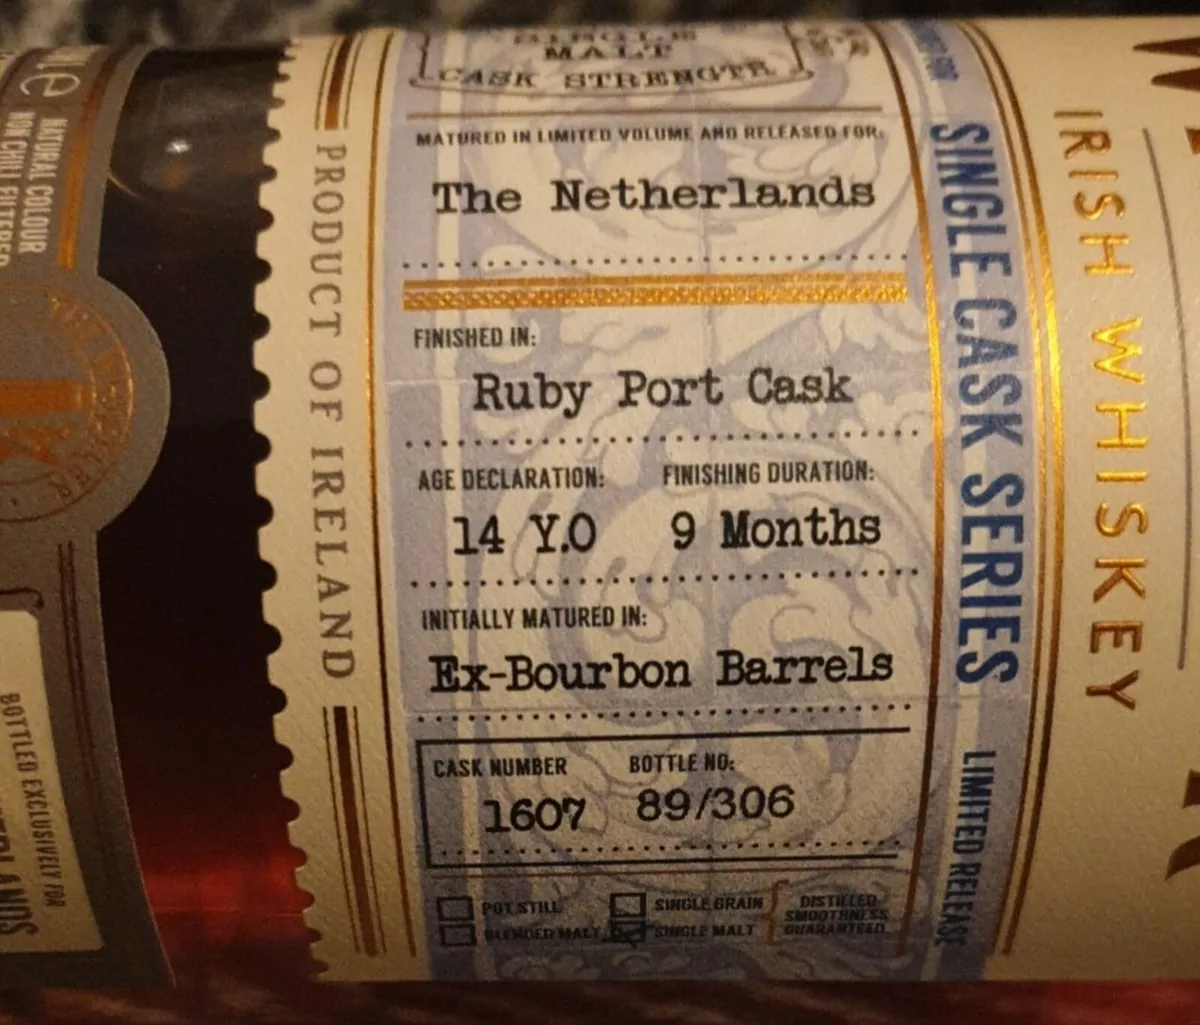 NATURAL COLOUR
NON CHILL FILTERED
BOTTLED EXCLUSIVELY FOR
PRODUCT OF IRELAND
SINGLE
MALT
CASK STRENGTH
MATURED IN LIMITED VOLUME AND RELEASED FOR:
The Netherlands
FINISHED IN:
Ruby Port Cask
AGE DECLARATION: FINISHING DURATION:
14 Y.O 9 Months
INITIALLY MATURED IN:
Ex-Bourbon Barrels
CASK NUMBER BOTTLE NO:
1607 89/306
POT STILL SINGLE GRAIN
BLENDED MALT SINGLE MALT
DISTILLED
SMOOTHNESS
GUARANTEED
SINGLE CASK SERIES LIMITED RELEASE
IRISH WHISKEY